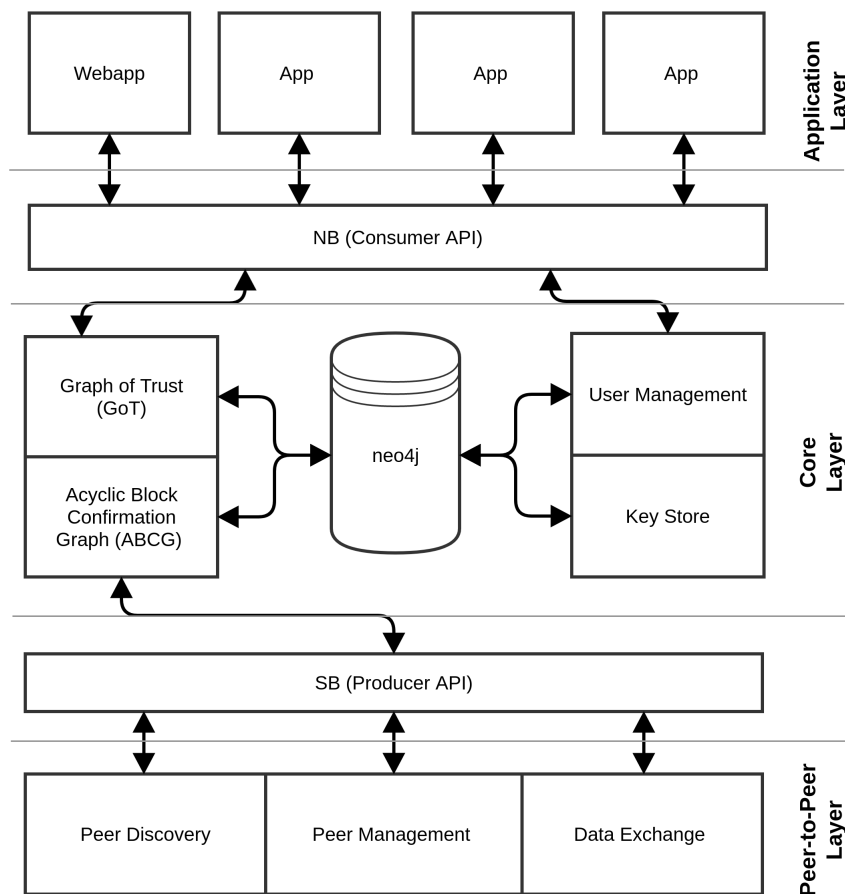 Webapp
App
App
App
Application
Layer
NB (Consumer API)
Graph of Trust
(GoT)
neo4j
User Management
Core
Layer
Acyclic Block
Confirmation
Graph (ABCG)
Key Store
SB (Producer API)
Peer Discovery
Peer Management
Data Exchange
Peer-to-Peer
Layer